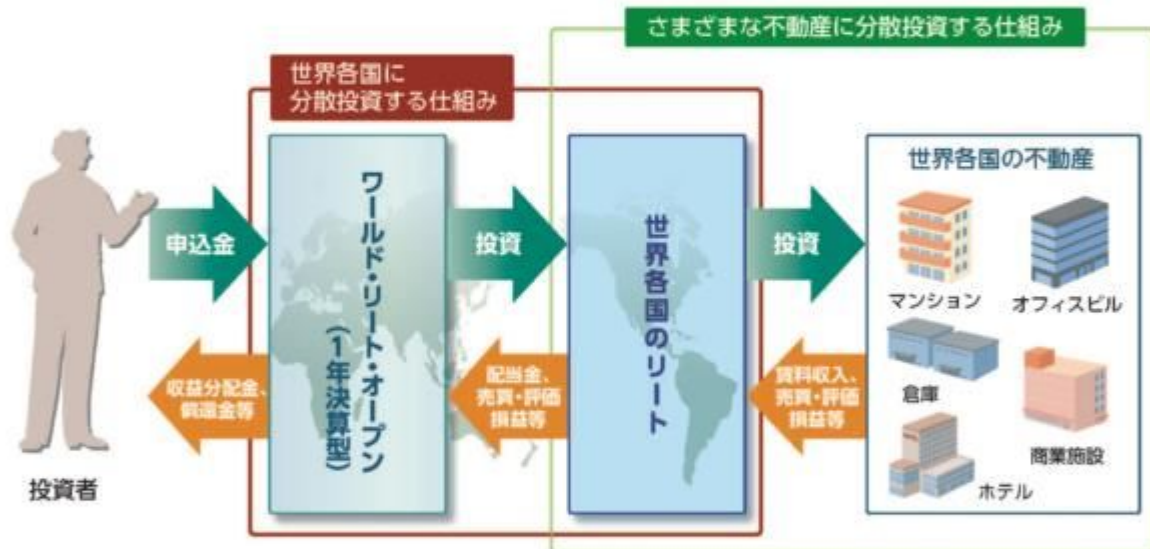 さまざまな不動産に分散投資する仕組み
世界各国に
分散投資する仕組み
投資者
申込金
収益分配金、
償還金等
ワールド・リート・オープン
(1年決算型)
投資
配当金、
売買・評価
損益等
世界各国のリート
投資
賃料収入、
売買・評価
損益等
世界各国の不動産
マンション
オフィスビル
倉庫
商業施設
ホテル